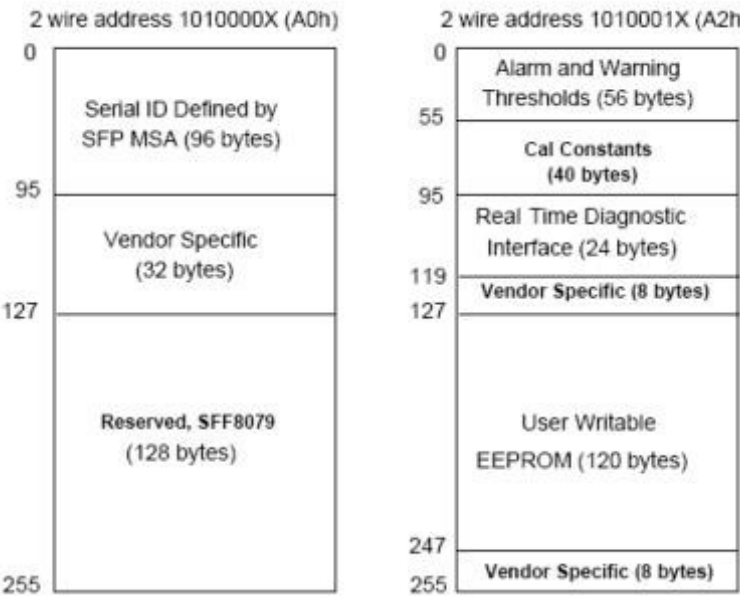 2 wire address 1010000X (A0h)
0
Serial ID Defined by
SFP MSA (96 bytes)
95
Vendor Specific
(32 bytes)
127
Reserved, SFF8079
(128 bytes)
255
2 wire address 1010001X (A2h
0
Alarm and Warning
Thresholds (56 bytes)
55
Cal Constants
(40 bytes)
95
Real Time Diagnostic
Interface (24 bytes)
119
Vendor Specific (8 bytes)
127
User Writable
EEPROM (120 bytes)
247
Vendor Specific (8 bytes)
255